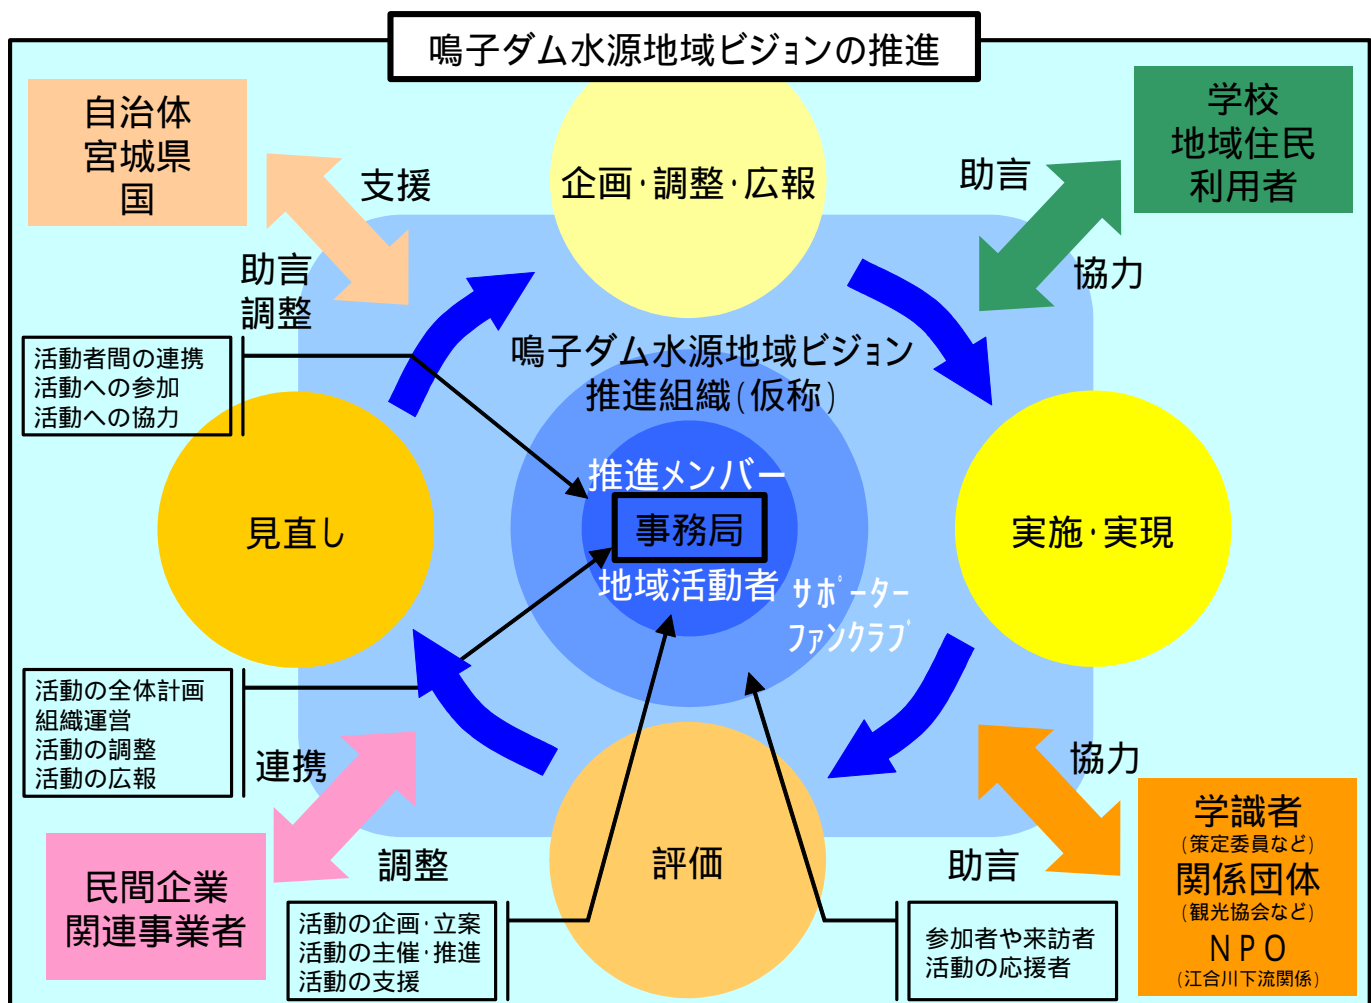 鳴子ダム水源地域ビジョンの推進
自治体
宮城県
国
支援
助言
調整
企画・調整・広報
学校
地域住民
利用者
助言
協力
活動者間の連携
活動への参加
活動への協力
鳴子ダム水源地域ビジョン
推進組織(仮称)
見直し
推進メンバー
事務局
地域活動者
サポーター
ファンクラブ
実施・実現
活動の全体計画
組織運営
活動の調整
活動の広報
連携
調整
民間企業
関連事業者
評価
活動の企画・立案
活動の主催・推進
活動の支援
参加者や来訪者
活動の応援者
協力
助言
学識者
(策定委員など)
関係団体
(観光協会など)
NPO
(江合川下流関係)